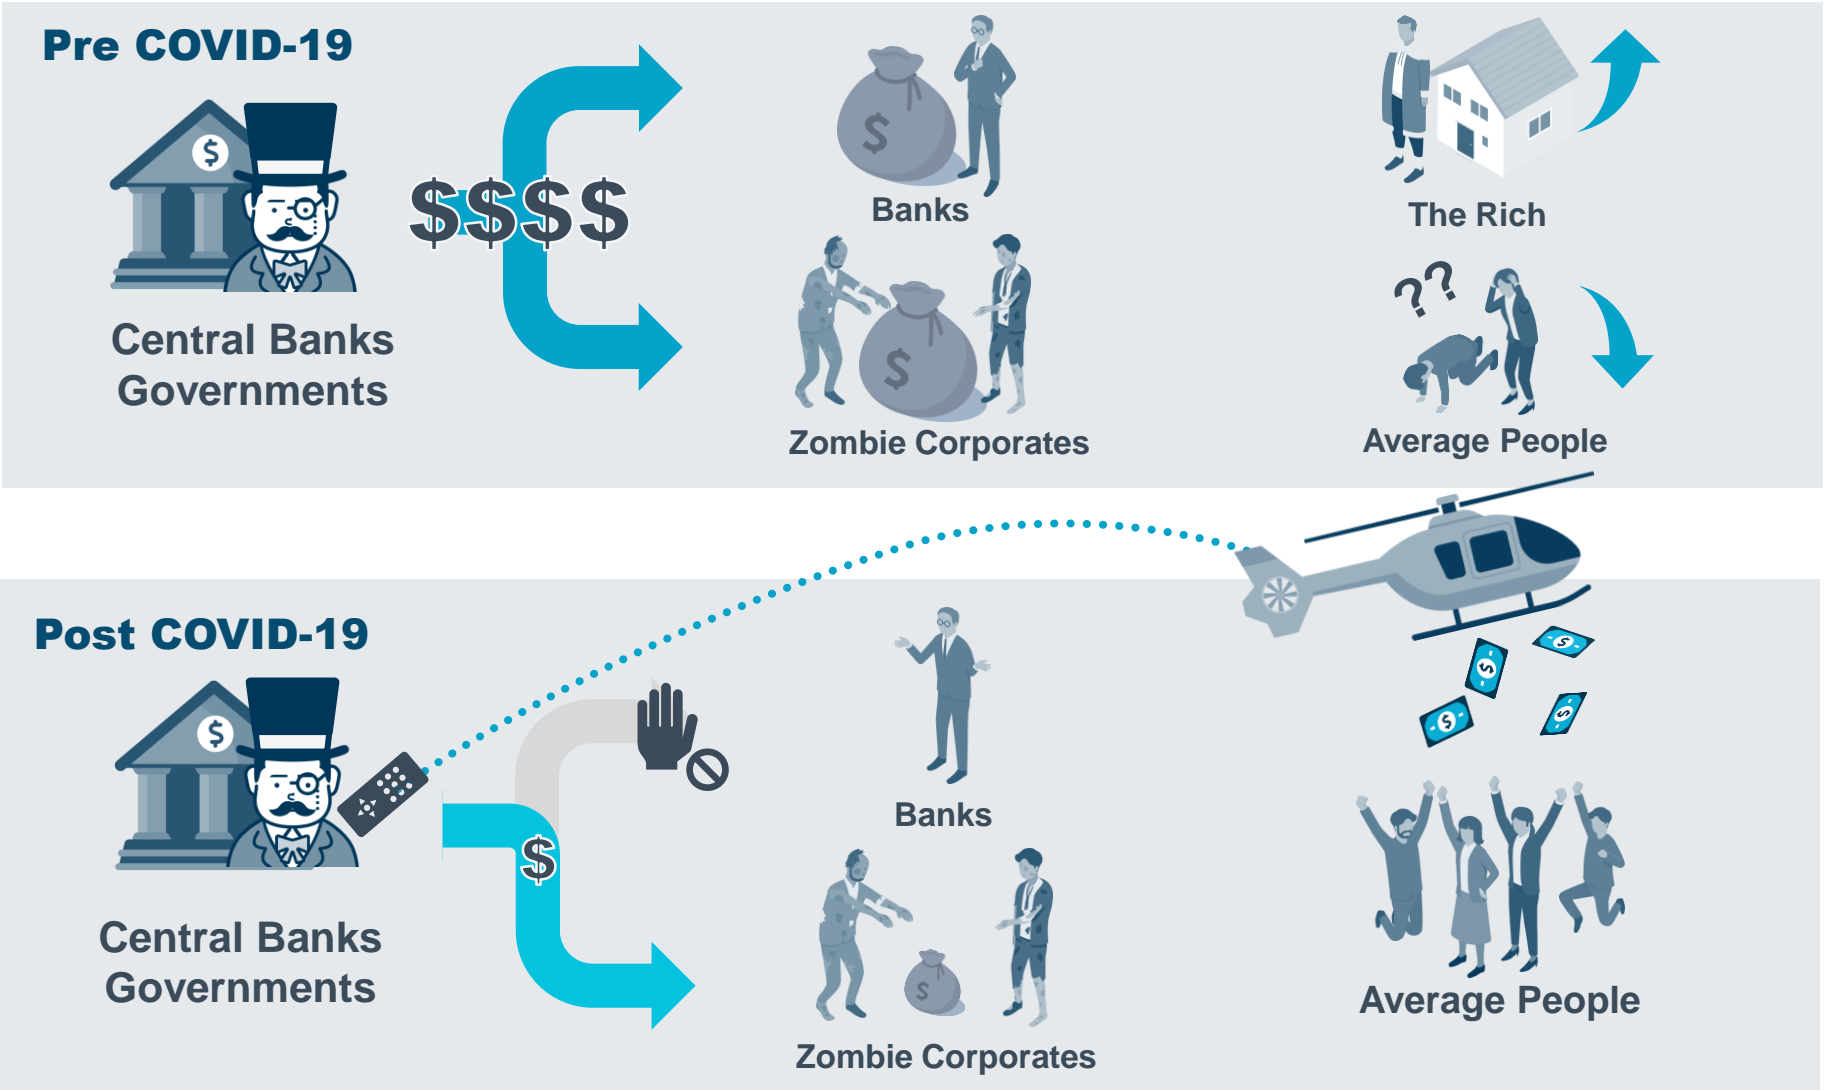 Pre COVID-19
$
$$$$
Central Banks
Governments
$
Banks
$
Zombie Corporates
The Rich
??
Average People
Post COVID-19
$
$
Central Banks
Governments
Banks
$
Zombie Corporates
$
$
$
$
Average People